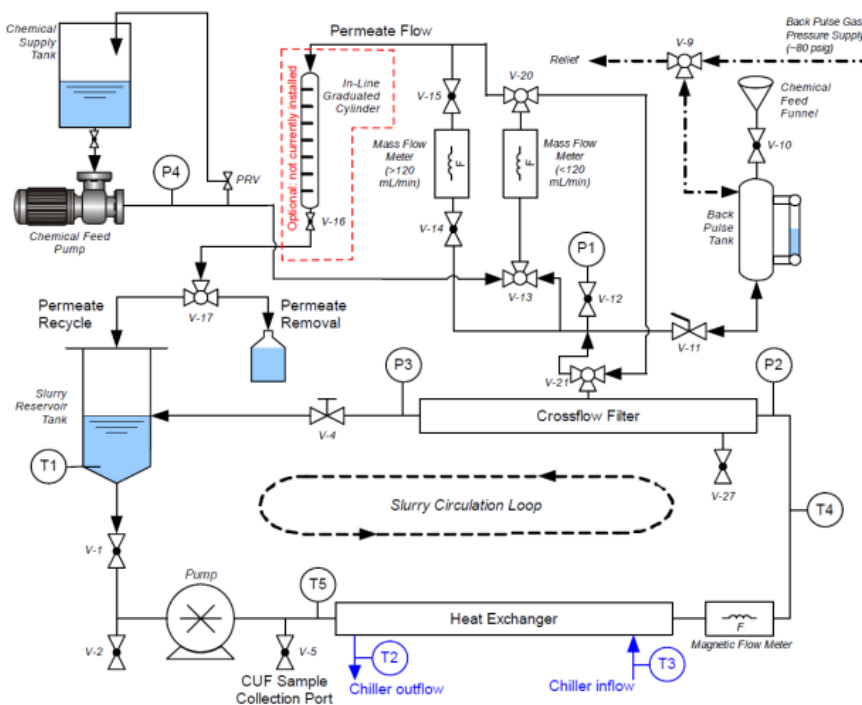 Chemical
Supply
Tank
P4
PRV
Chemical Feed
Pump
Permeate Flow
Optional: not currently installed
In-Line
Graduated
Cylinder
V-16
V-15
Mass Flow
Meter
(>120
mL/min)
F
V-14
V-20
Mass Flow
Meter
(<120
mL/min)
F
V-13
Relief
V-9
Back Pulse Gas
Pressure Supply
(~80 psig)
Chemical
Feed
Funnel
V-10
Back
Pulse
Tank
P1
V-12
V-11
V-21
V-17
Permeate
Recycle
Permeate
Removal
Slurry
Reservoir
Tank
T1
V-4
P3
Crossflow Filter
P2
V-27
Slurry Circulation Loop
T4
V-1
V-2
Pump
V-5
CUF Sample
Collection Port
T5
Heat Exchanger
F
Magnetic Flow Meter
T2
Chiller outflow
T3
Chiller inflow